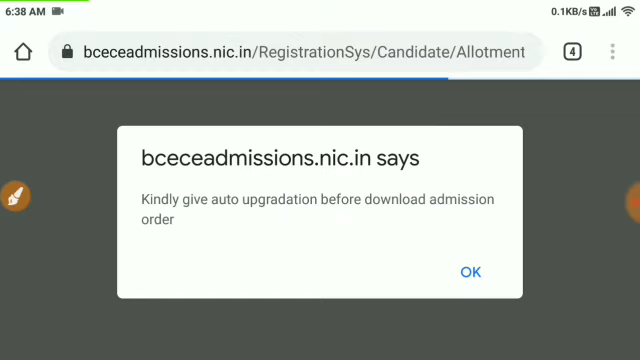 6:38 AM 0.1KB/s
bceceadmissions.nic.in/RegistrationSys/Candidate/Allotment 4
bceceadmissions.nic.in says
Kindly give auto upgradation before download admission
order
OK